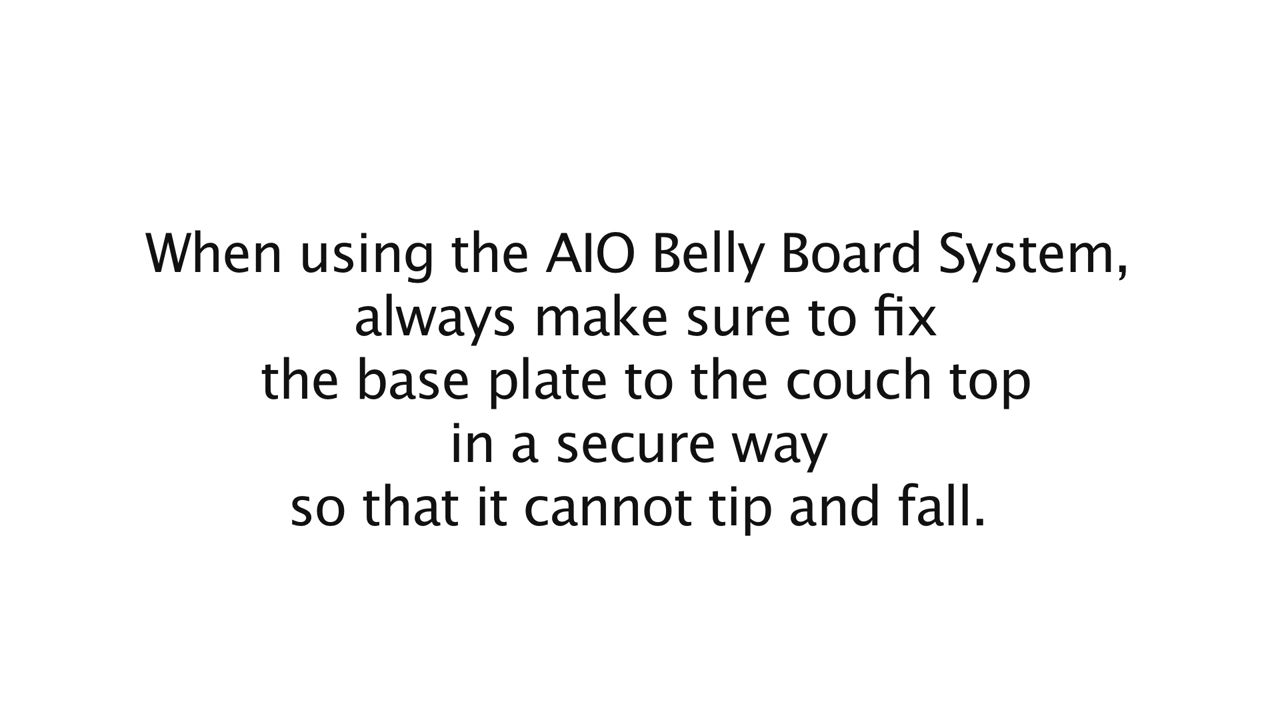 When using the AIO Belly Board System,
always make sure to fix
the base plate to the couch top
in a secure way
so that it cannot tip and fall.